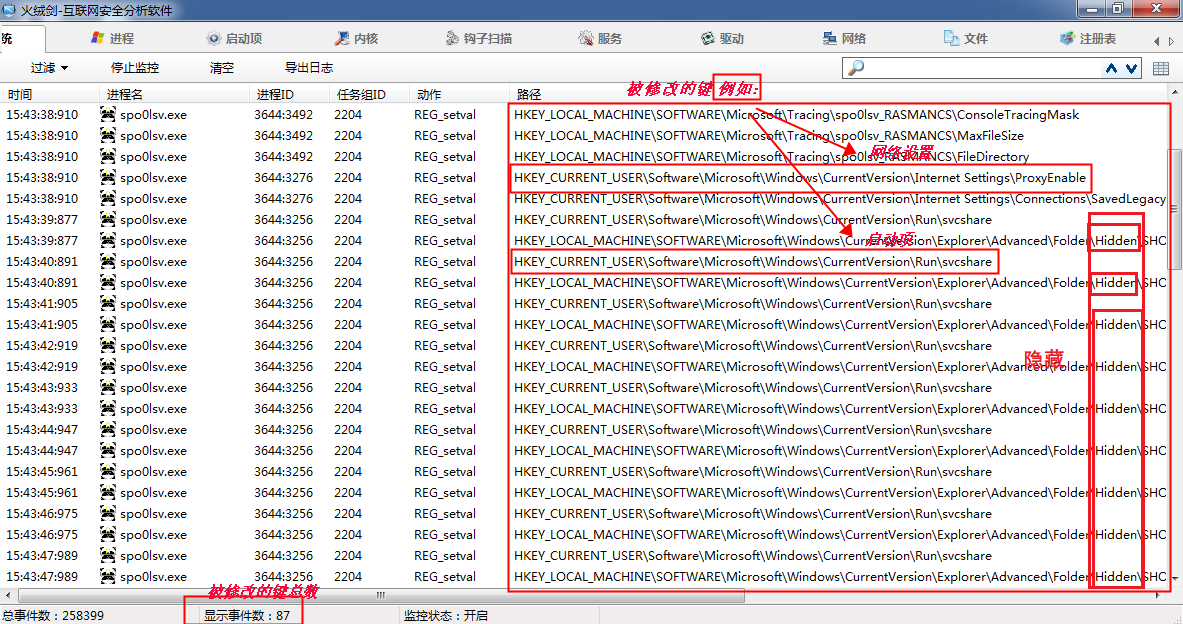 火绒剑-互联网安全分析软件
统 进程 启动项 内核 钩子扫描 服务 驱动 网络 文件 注册表
过滤 停止监控 清空 导出日志
被修改的键 例如:
时间 进程名 进程ID 任务组ID 动作 路径
15:43:38:910 spo0lsv.exe 3644:3492 2204 REG_setval HKEY_LOCAL_MACHINE\SOFTWARE\Microsoft\Tracing\spo0lsv_RASMANCS\ConsoleTracingMask
15:43:38:910 spo0lsv.exe 3644:3492 2204 REG_setval HKEY_LOCAL_MACHINE\SOFTWARE\Microsoft\Tracing\spo0lsv_RASMANCS\MaxFileSize
网络设置
15:43:38:910 spo0lsv.exe 3644:3492 2204 REG_setval HKEY_LOCAL_MACHINE\SOFTWARE\Microsoft\Tracing\spo0lsv_RASMANCS\FileDirectory
15:43:38:910 spo0lsv.exe 3644:3276 2204 REG_setval HKEY_CURRENT_USER\Software\Microsoft\Windows\CurrentVersion\Internet Settings\ProxyEnable
15:43:38:910 spo0lsv.exe 3644:3276 2204 REG_setval HKEY_CURRENT_USER\Software\Microsoft\Windows\CurrentVersion\Internet Settings\Connections\SavedLegacy
15:43:39:877 spo0lsv.exe 3644:3256 2204 REG_setval HKEY_CURRENT_USER\Software\Microsoft\Windows\CurrentVersion\Run\svcshare
启动项
15:43:39:877 spo0lsv.exe 3644:3256 2204 REG_setval HKEY_LOCAL_MACHINE\SOFTWARE\Microsoft\Windows\CurrentVersion\Explorer\Advanced\Folder\Hidden\SHO
15:43:40:891 spo0lsv.exe 3644:3256 2204 REG_setval HKEY_CURRENT_USER\Software\Microsoft\Windows\CurrentVersion\Run\svcshare
15:43:40:891 spo0lsv.exe 3644:3256 2204 REG_setval HKEY_LOCAL_MACHINE\SOFTWARE\Microsoft\Windows\CurrentVersion\Explorer\Advanced\Folder\Hidden\SHO
15:43:41:905 spo0lsv.exe 3644:3256 2204 REG_setval HKEY_CURRENT_USER\Software\Microsoft\Windows\CurrentVersion\Run\svcshare
15:43:41:905 spo0lsv.exe 3644:3256 2204 REG_setval HKEY_LOCAL_MACHINE\SOFTWARE\Microsoft\Windows\CurrentVersion\Explorer\Advanced\Folder\Hidden\SHO
15:43:42:919 spo0lsv.exe 3644:3256 2204 REG_setval HKEY_CURRENT_USER\Software\Microsoft\Windows\CurrentVersion\Run\svcshare
隐藏
15:43:42:919 spo0lsv.exe 3644:3256 2204 REG_setval HKEY_LOCAL_MACHINE\SOFTWARE\Microsoft\Windows\CurrentVersion\Explorer\Advanced\Folder\Hidden\SHO
15:43:43:933 spo0lsv.exe 3644:3256 2204 REG_setval HKEY_CURRENT_USER\Software\Microsoft\Windows\CurrentVersion\Run\svcshare
15:43:43:933 spo0lsv.exe 3644:3256 2204 REG_setval HKEY_LOCAL_MACHINE\SOFTWARE\Microsoft\Windows\CurrentVersion\Explorer\Advanced\Folder\Hidden\SHO
15:43:44:947 spo0lsv.exe 3644:3256 2204 REG_setval HKEY_CURRENT_USER\Software\Microsoft\Windows\CurrentVersion\Run\svcshare
15:43:44:947 spo0lsv.exe 3644:3256 2204 REG_setval HKEY_LOCAL_MACHINE\SOFTWARE\Microsoft\Windows\CurrentVersion\Explorer\Advanced\Folder\Hidden\SHO
15:43:45:961 spo0lsv.exe 3644:3256 2204 REG_setval HKEY_CURRENT_USER\Software\Microsoft\Windows\CurrentVersion\Run\svcshare
15:43:45:961 spo0lsv.exe 3644:3256 2204 REG_setval HKEY_LOCAL_MACHINE\SOFTWARE\Microsoft\Windows\CurrentVersion\Explorer\Advanced\Folder\Hidden\SHO
15:43:46:975 spo0lsv.exe 3644:3256 2204 REG_setval HKEY_CURRENT_USER\Software\Microsoft\Windows\CurrentVersion\Run\svcshare
15:43:46:975 spo0lsv.exe 3644:3256 2204 REG_setval HKEY_LOCAL_MACHINE\SOFTWARE\Microsoft\Windows\CurrentVersion\Explorer\Advanced\Folder\Hidden\SHO
15:43:47:989 spo0lsv.exe 3644:3256 2204 REG_setval HKEY_CURRENT_USER\Software\Microsoft\Windows\CurrentVersion\Run\svcshare
15:43:47:989 spo0lsv.exe 3644:3256 2204 REG_setval HKEY_LOCAL_MACHINE\SOFTWARE\Microsoft\Windows\CurrentVersion\Explorer\Advanced\Folder\Hidden\SHO
被修改的键总数
总事件数：258399 显示事件数：87 监控状态：开启